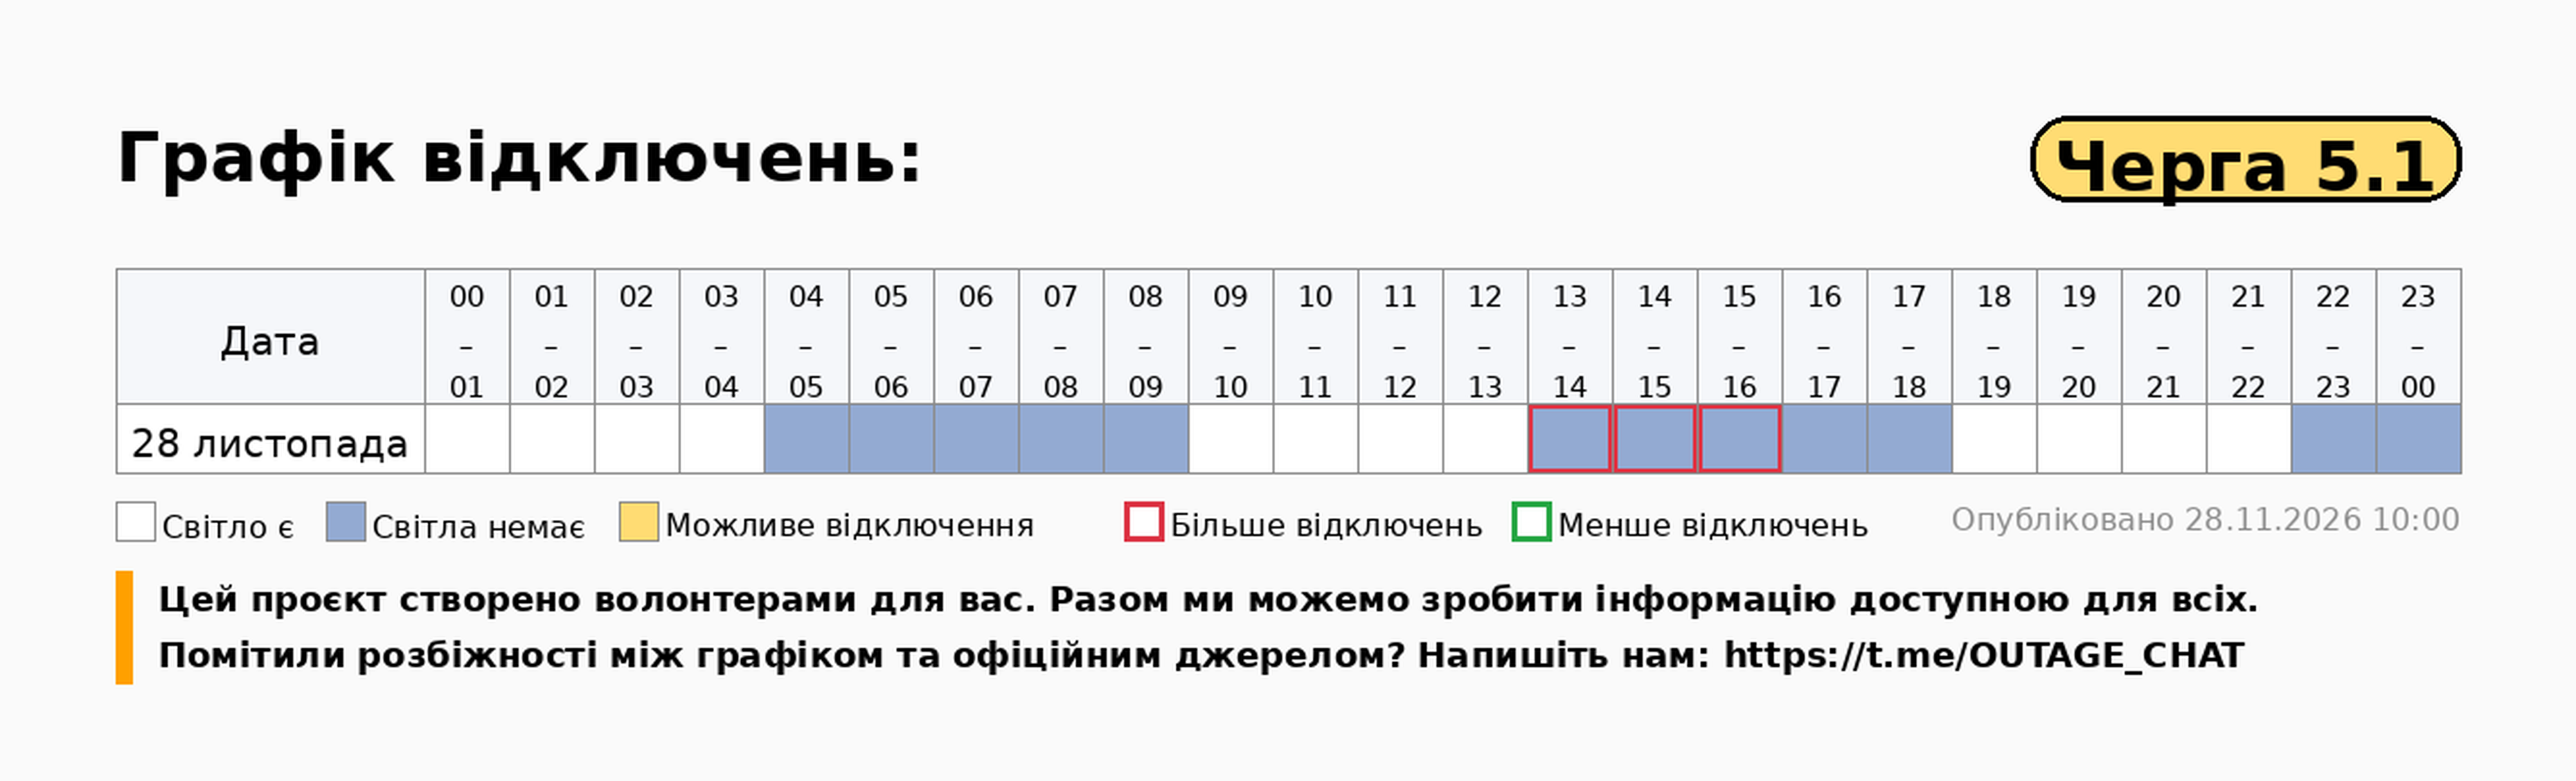 Графік відключень:
Черга 5.1
Дата 00 – 01 01 – 02 02 – 03 03 – 04 04 – 05 05 – 06 06 – 07 07 – 08 08 – 09 09 – 10 10 – 11 11 – 12 12 – 13 13 – 14 14 – 15 15 – 16 16 – 17 17 – 18 18 – 19 19 – 20 20 – 21 21 – 22 22 – 23 23 – 00
28 листопада
Світло є Світла немає Можливе відключення Більше відключень Менше відключень Опубліковано 28.11.2026 10:00
Цей проєкт створено волонтерами для вас. Разом ми можемо зробити інформацію доступною для всіх.
Помітили розбіжності між графіком та офіційним джерелом? Напишіть нам: https://t.me/OUTAGE_CHAT